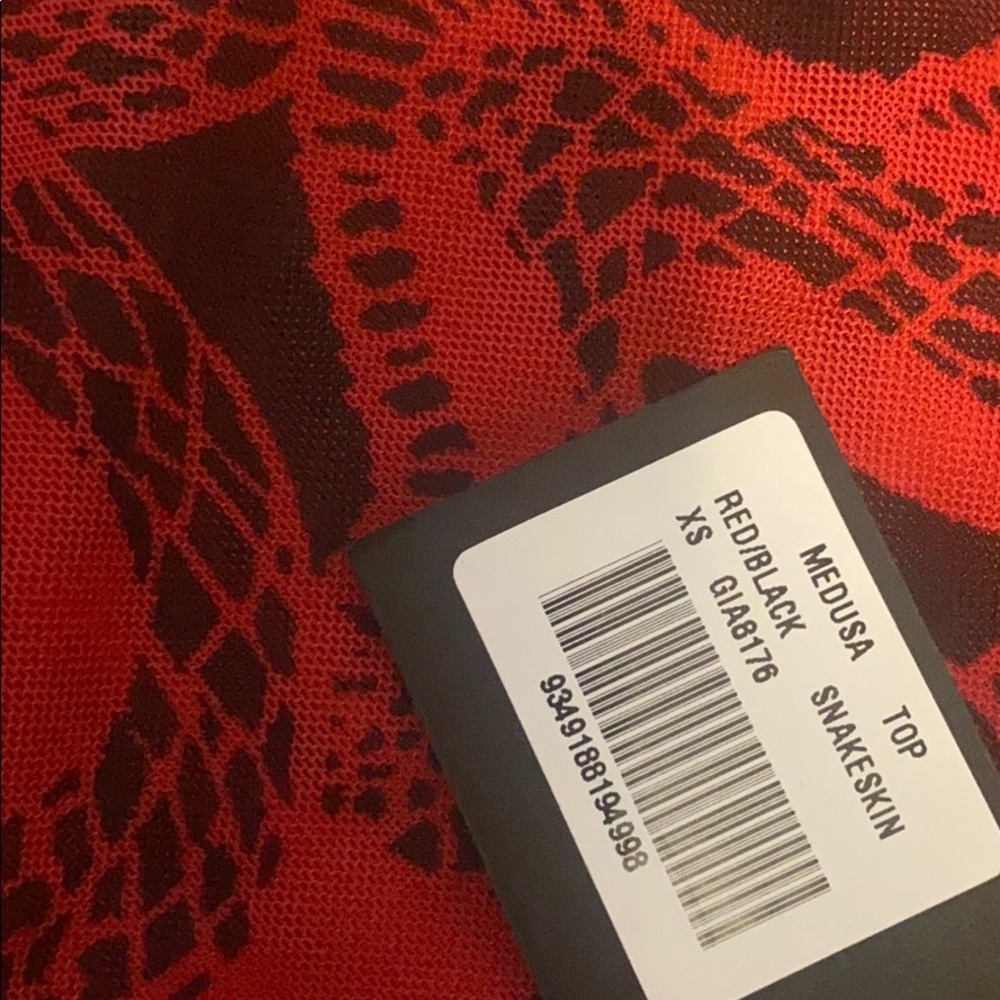 MEDUSA TOP
RED/BLACK SNAKESKIN
XS GIA8176
9349188194998